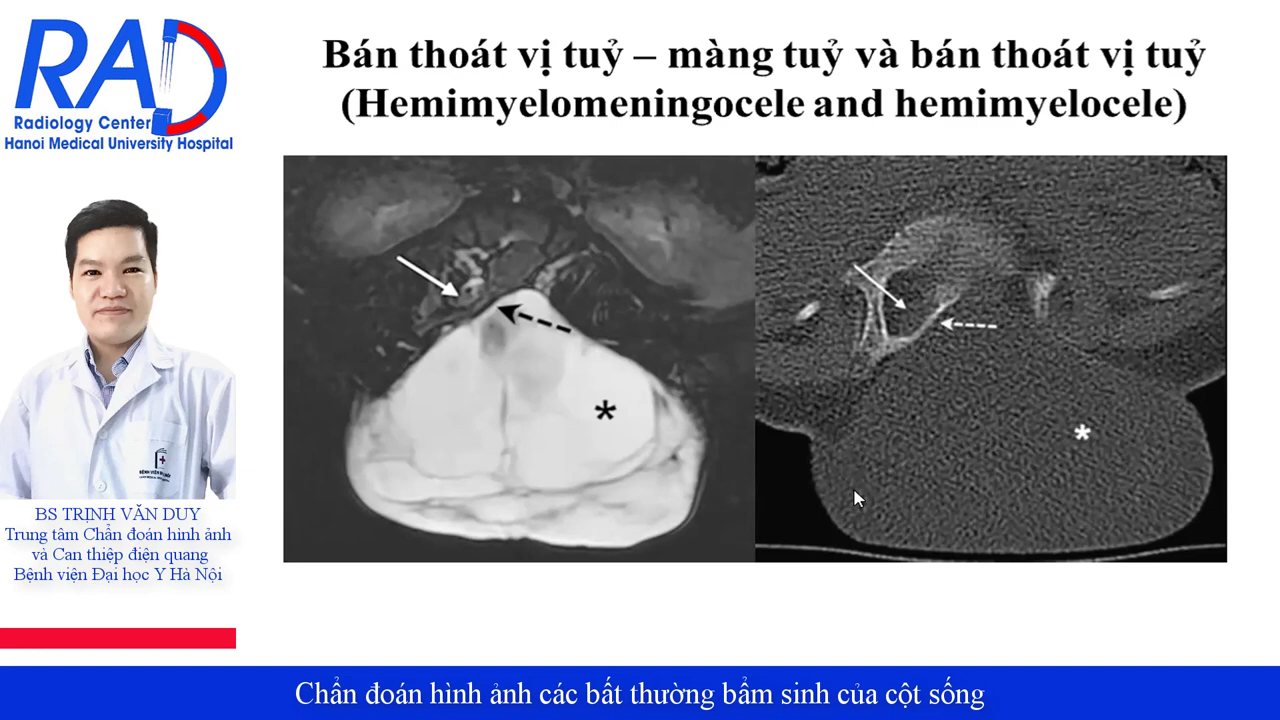 RAD
Radiology Center
Hanoi Medical University Hospital
Bán thoát vị tuỷ – màng tuỷ và bán thoát vị tuỷ
(Hemimyelomeningocele and hemimyelocele)
*
*
BS TRỊNH VĂN DUY
Trung tâm Chẩn đoán hình ảnh
và Can thiệp điện quang
Bệnh viện Đại học Y Hà Nội
Chẩn đoán hình ảnh các bất thường bẩm sinh của cột sống